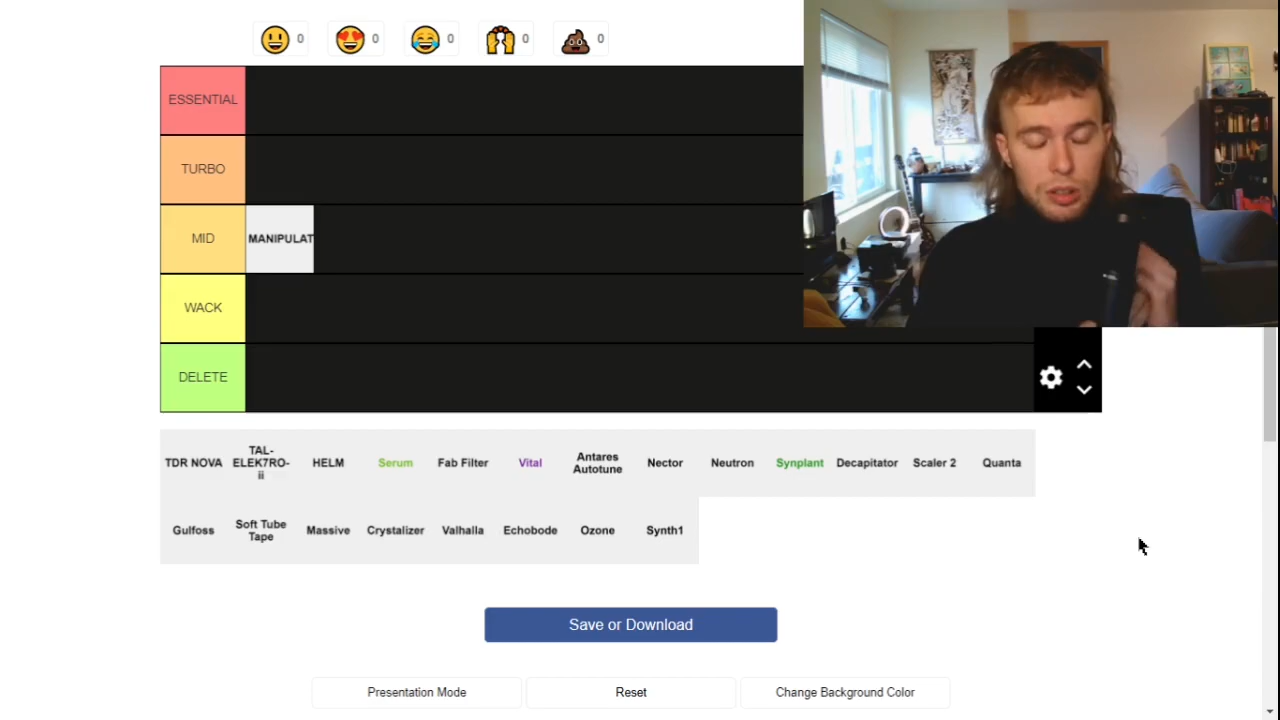 0 0 0 0 0
ESSENTIAL
TURBO
MID
MANIPULAT
WACK
DELETE
TDR NOVA
TAL-
ELEK7RO-
ii
HELM
Serum
Fab Filter
Vital
Antares
Autotune
Nector
Neutron
Synplant
Decapitator
Scaler 2
Quanta
Gulfoss
Soft Tube
Tape
Massive
Crystalizer
Valhalla
Echobode
Ozone
Synth1
Save or Download
Presentation Mode
Reset
Change Background Color